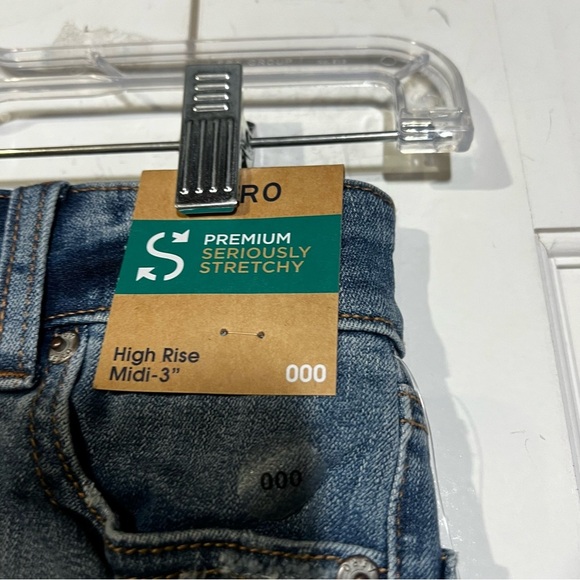 RO
PREMIUM
SERIOUSLY
STRETCHY
High Rise
Midi-3"
000
000